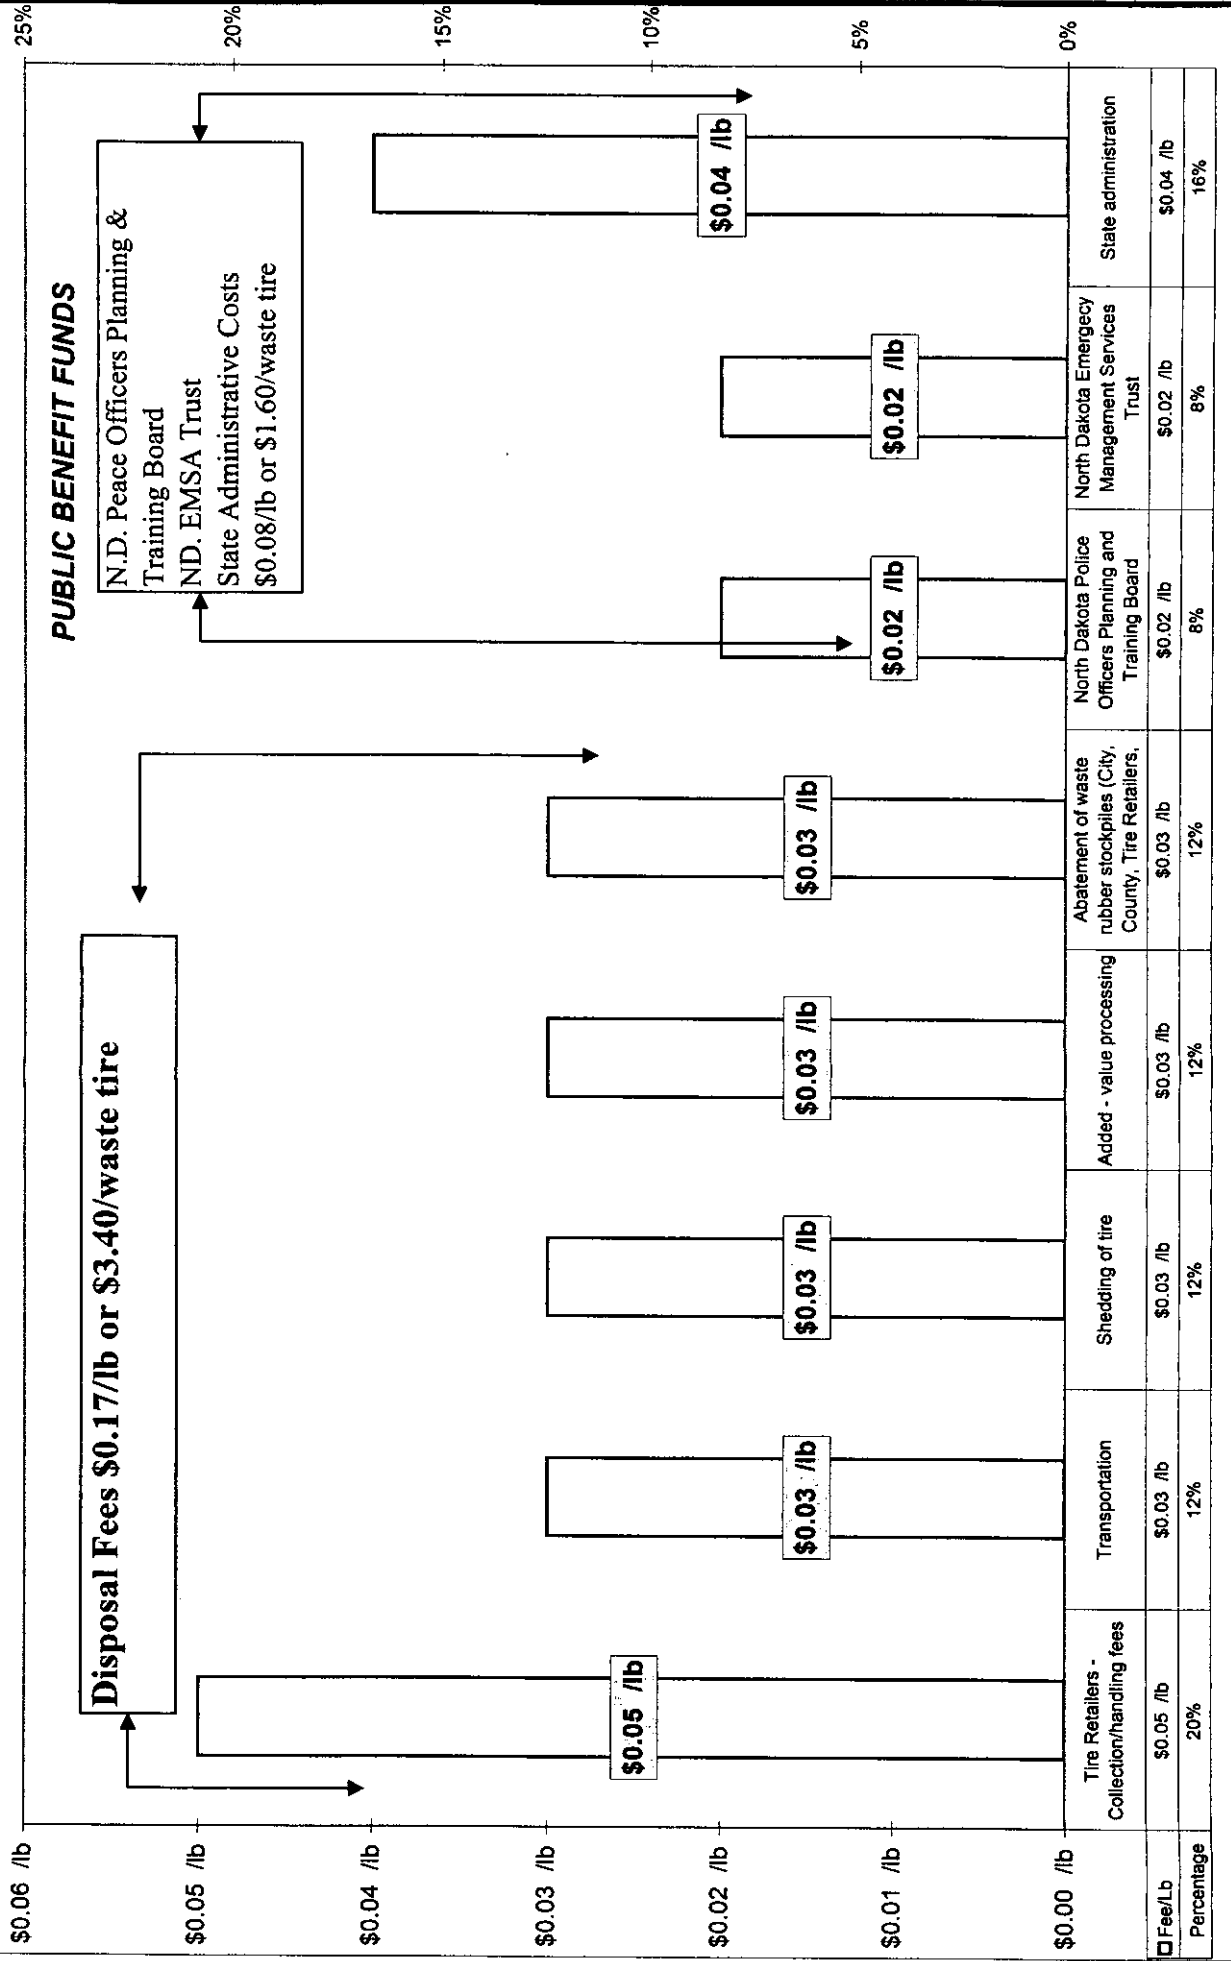 PUBLIC BENEFIT FUNDS
N.D. Peace Officers Planning &
Training Board
ND. EMSA Trust
State Administrative Costs
$0.08/lb or $1.60/waste tire
Disposal Fees $0.17/lb or $3.40/waste tire
$0.06 /lb
$0.05 /lb
$0.04 /lb
$0.03 /lb
$0.02 /lb
$0.01 /lb
$0.00 /lb
25%
20%
15%
10%
5%
0%
$0.05 /lb
$0.03 /lb
$0.03 /lb
$0.03 /lb
$0.03 /lb
$0.02 /lb
$0.02 /lb
$0.04 /lb
Tire Retailers -
Collection/handling fees
Transportation
Shedding of tire
Added - value processing
Abatement of waste
rubber stockpiles (City,
County, Tire Retailers,
North Dakota Police
Officers Planning and
Training Board
North Dakota Emergecy
Management Services
Trust
State administration
Fee/Lb $0.05 /lb $0.03 /lb $0.03 /lb $0.03 /lb $0.03 /lb $0.02 /lb $0.02 /lb $0.04 /lb
Percentage 20% 12% 12% 12% 12% 8% 8% 16%